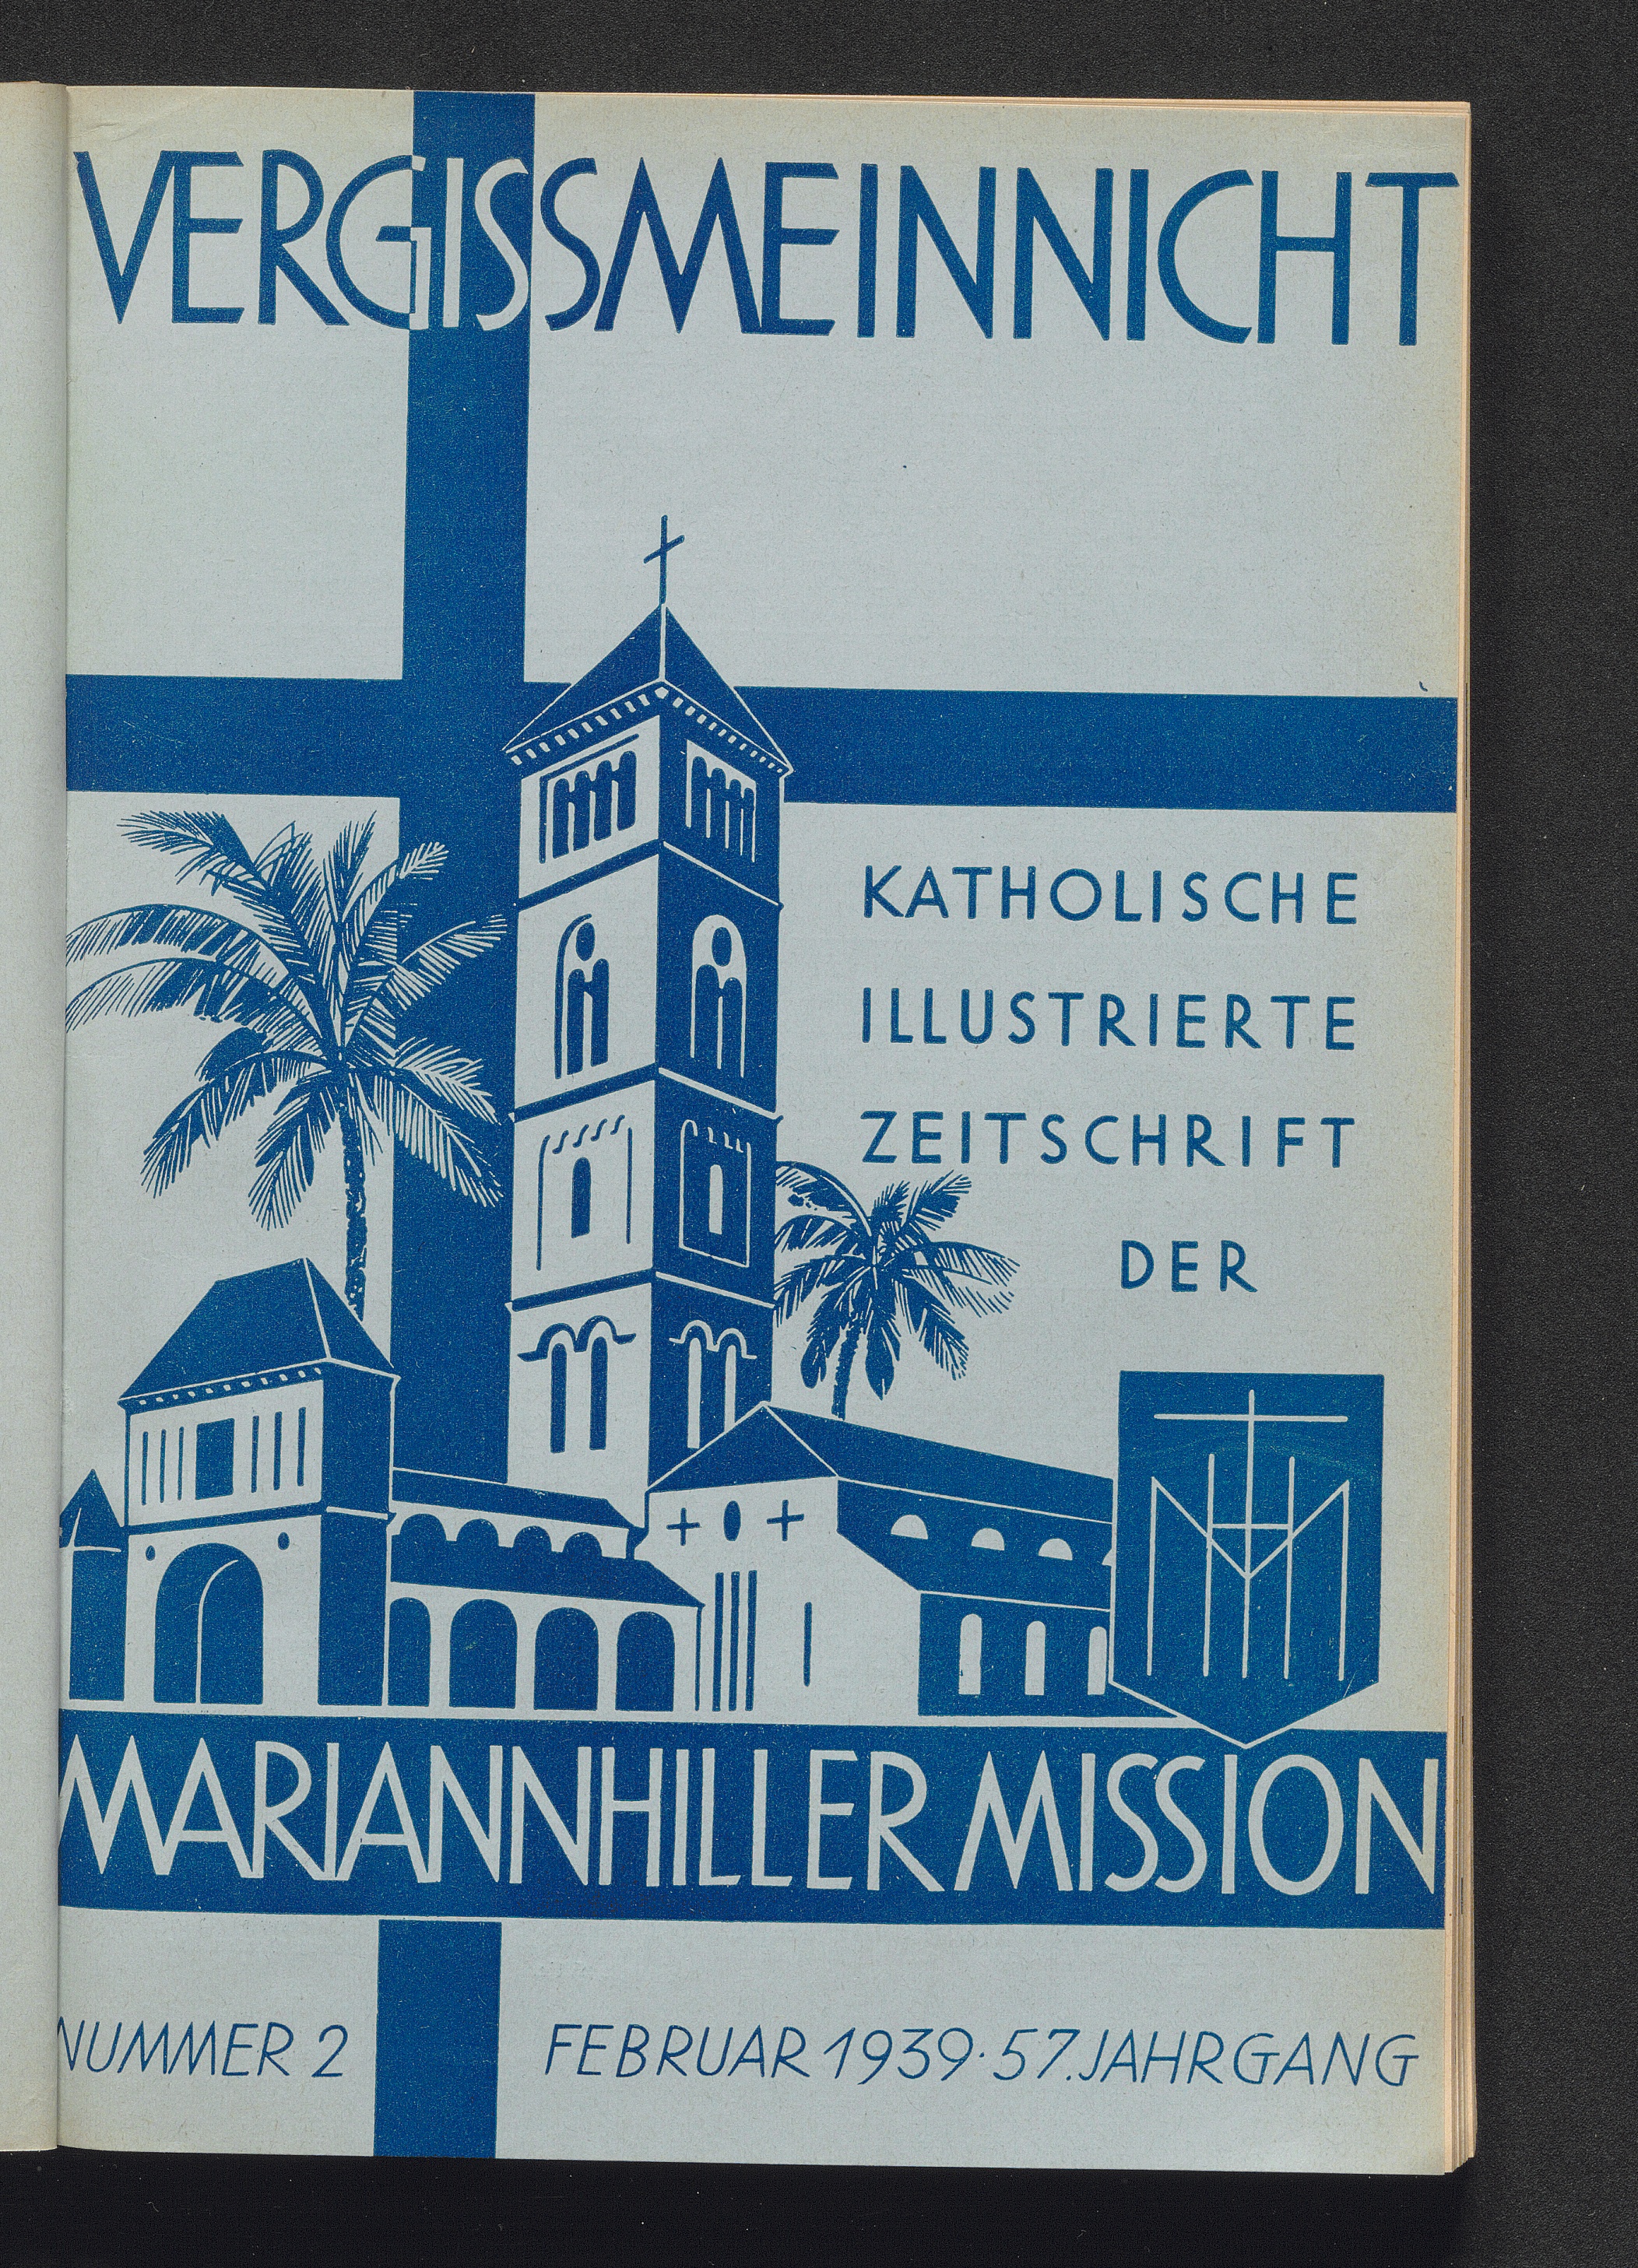 VERGISSMEINNICHT
KATHOLISCHE
ILLUSTRIERTE
ZEITSCHRIFT
DER
MARIANNHILLER MISSION
NUMMER 2
FEBRUAR 1939 · 57. JAHRGANG